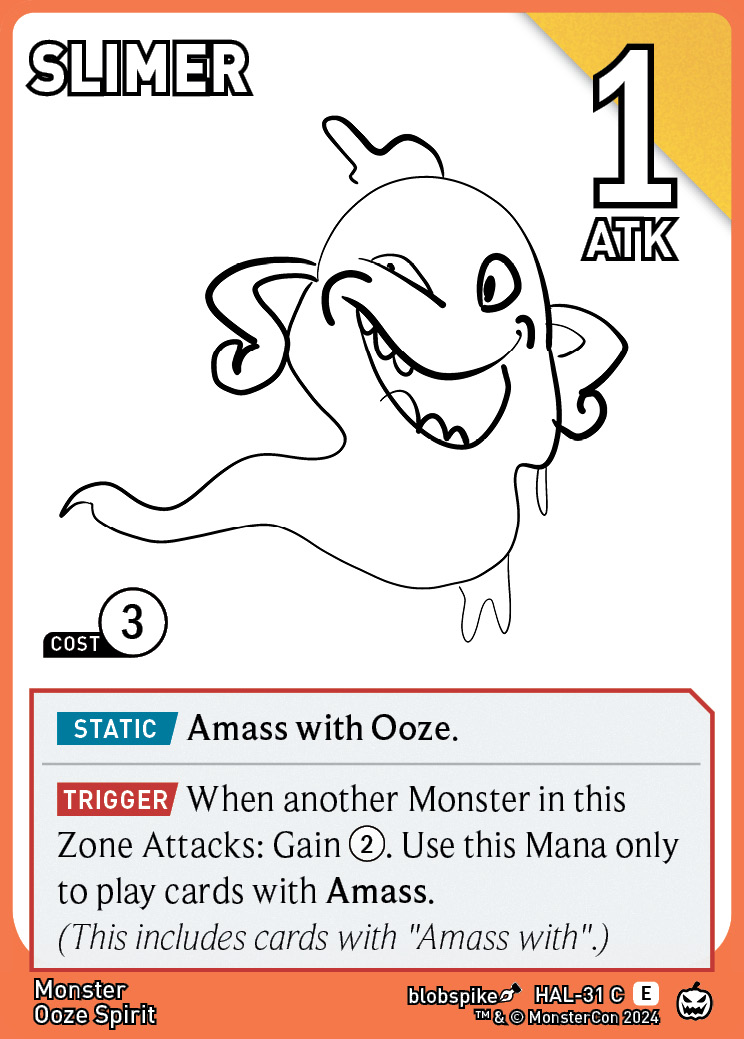 SLIMER
1
ATK
COST 3
STATIC Amass with Ooze.
TRIGGER When another Monster in this
Zone Attacks: Gain 2. Use this Mana only
to play cards with Amass.
(This includes cards with "Amass with".)
Monster
Ooze Spirit
blobspike HAL-31 C E
™ & © MonsterCon 2024